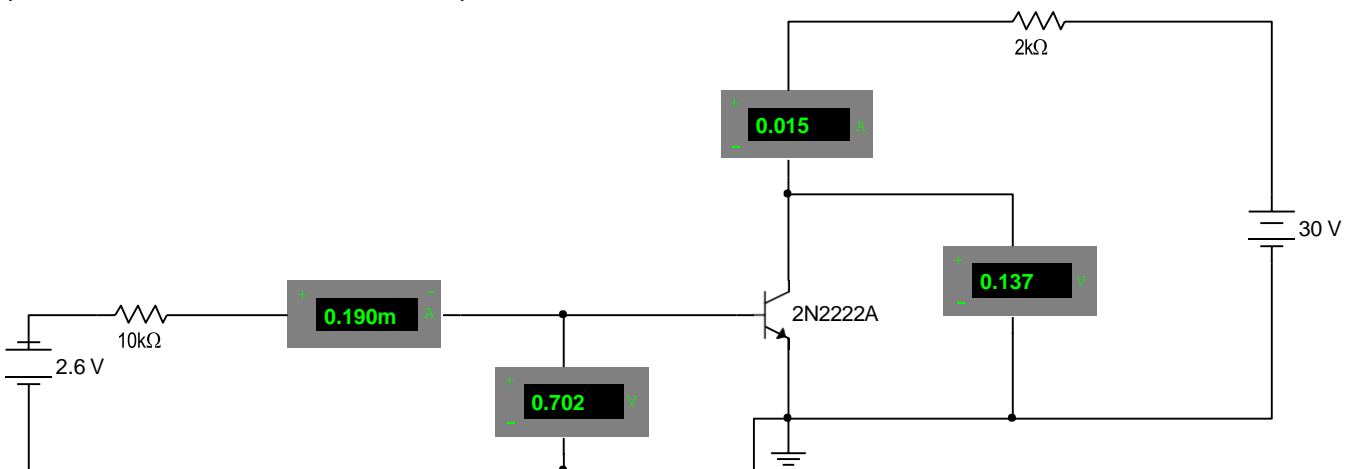 2kΩ
+
0.015 A
−
30 V
+
0.137 V
−
2N2222A
+ −
0.190m A
10kΩ
2.6 V
+
0.702 V
−